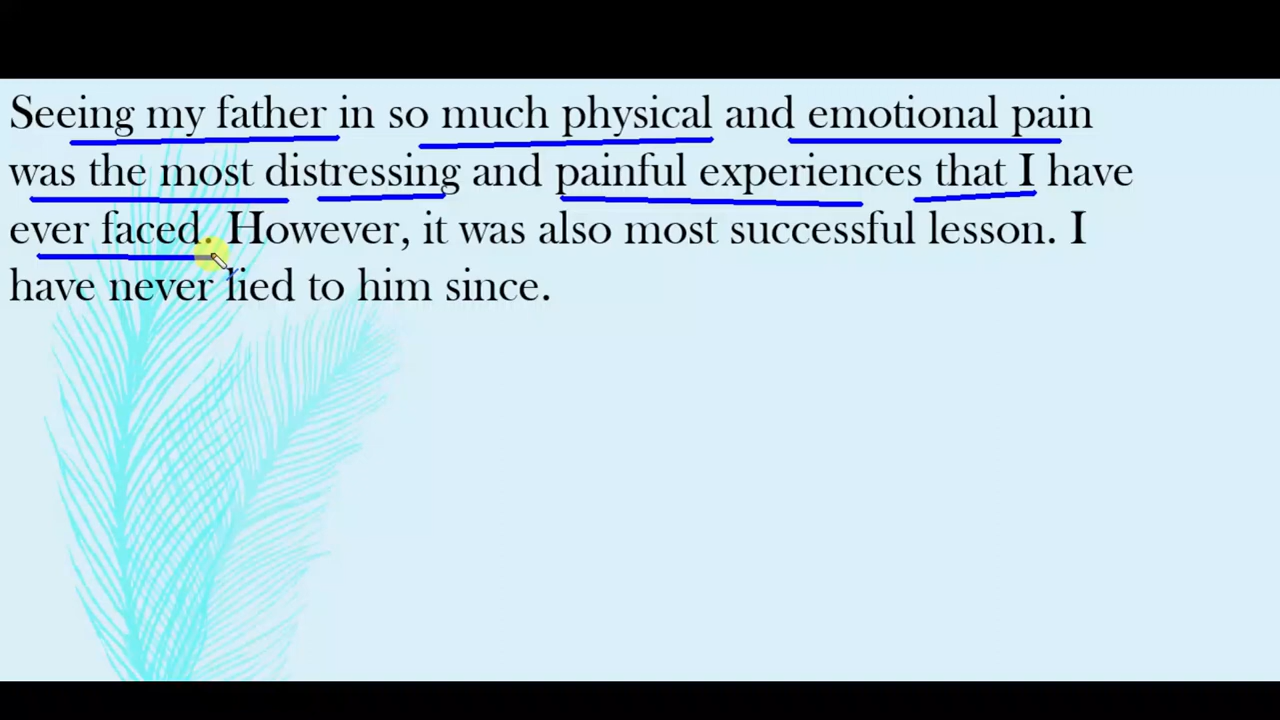 Seeing my father in so much physical and emotional pain
was the most distressing and painful experiences that I have
ever faced. However, it was also most successful lesson. I
have never lied to him since.